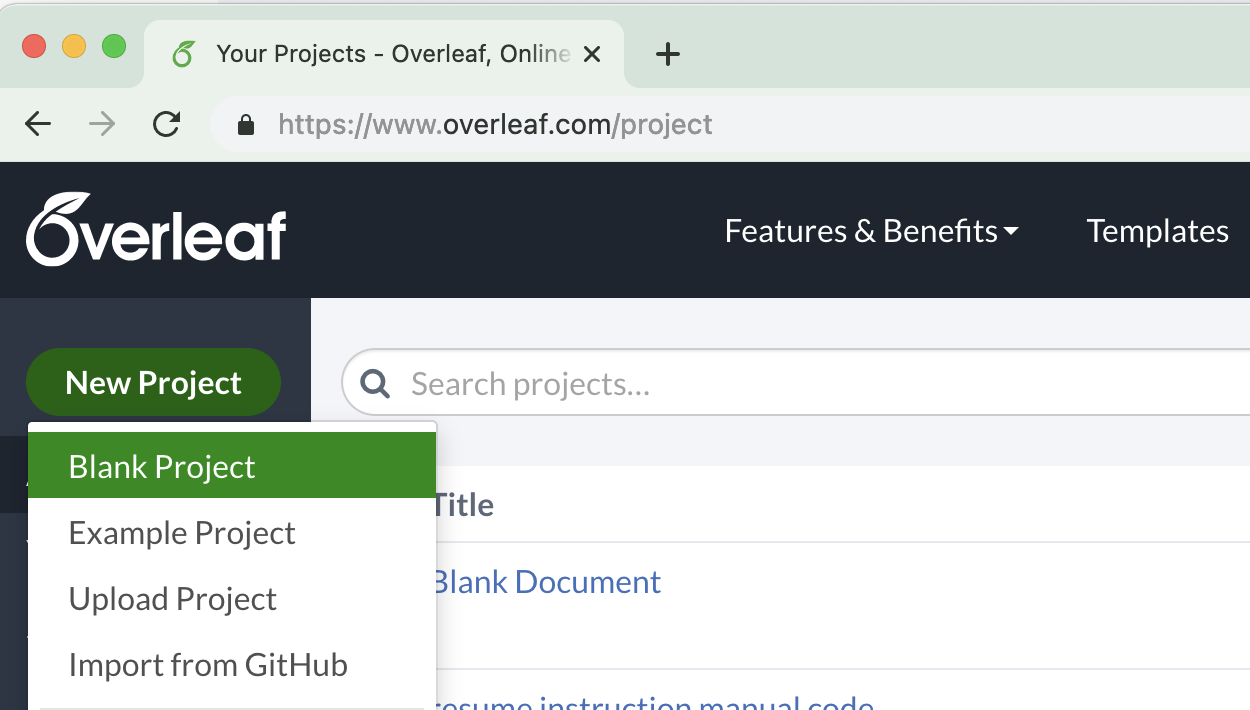 Your Projects - Overleaf, Online
https://www.overleaf.com/project
Overleaf
Features & Benefits
Templates
New Project
Search projects...
Blank Project
Example Project
Upload Project
Import from GitHub
Title
Blank Document
resume instruction manual code